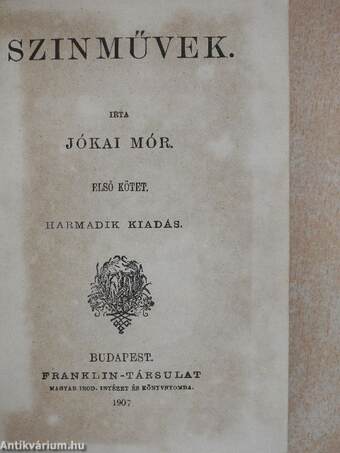 SZINMŰVEK.
IRTA
JÓKAI MÓR.
ELSŐ KÖTET.
HARMADIK KIADÁS.
BUDAPEST.
FRANKLIN-TÁRSULAT
MAGYAR IROD. INTÉZET ÉS KÖNYVNYOMDA.
1907
Antikvárium.hu